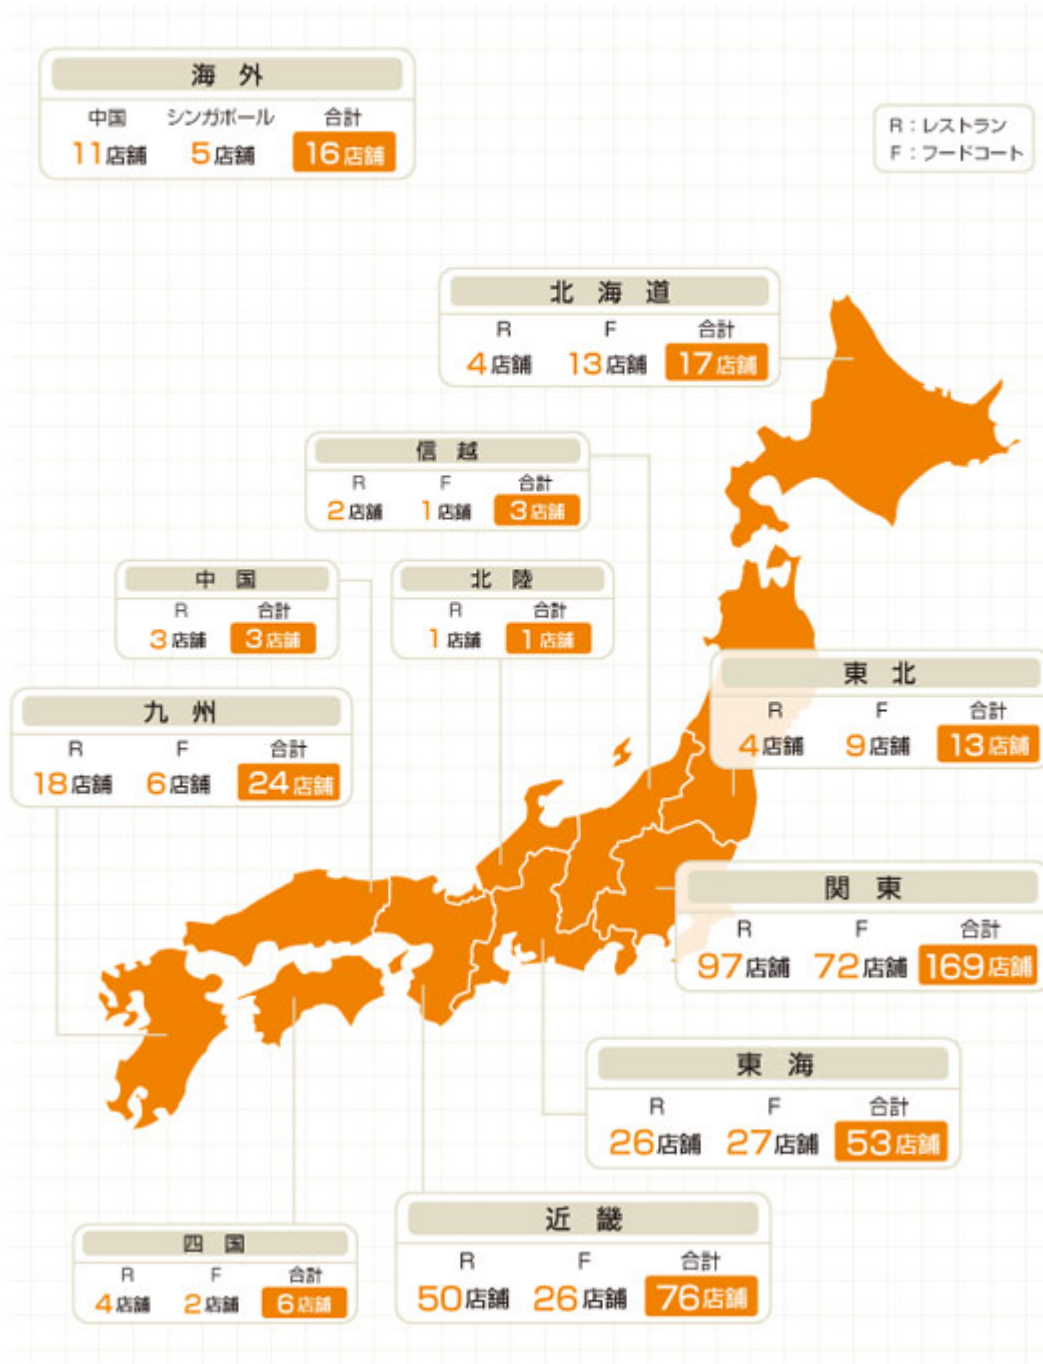 海外
中国 シンガポール 合計
11店舗 5店舗 16店舗
R：レストラン
F：フードコート
北海道
R F 合計
4店舗 13店舗 17店舗
信越
R F 合計
2店舗 1店舗 3店舗
中国
R 合計
3店舗 3店舗
北陸
R 合計
1店舗 1店舗
東北
R F 合計
4店舗 9店舗 13店舗
九州
R F 合計
18店舗 6店舗 24店舗
関東
R F 合計
97店舗 72店舗 169店舗
東海
R F 合計
26店舗 27店舗 53店舗
近畿
R F 合計
50店舗 26店舗 76店舗
四国
R F 合計
4店舗 2店舗 6店舗